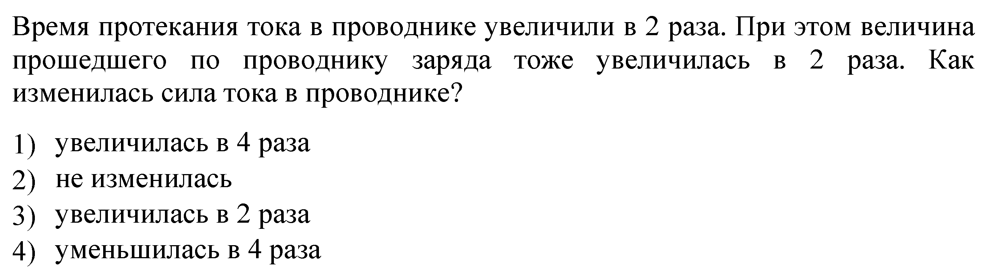 Время протекания тока в проводнике увеличили в 2 раза. При этом величина
прошедшего по проводнику заряда тоже увеличилась в 2 раза. Как
изменилась сила тока в проводнике?
1) увеличилась в 4 раза
2) не изменилась
3) увеличилась в 2 раза
4) уменьшилась в 4 раза